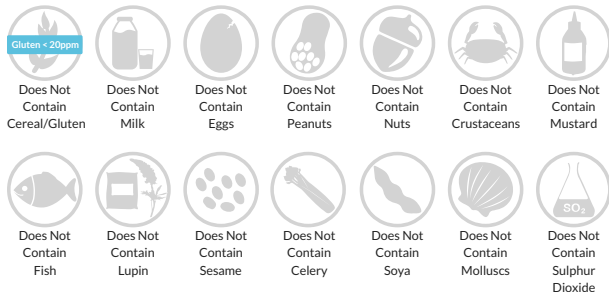 Gluten < 20ppm
Does Not
Contain
Cereal/Gluten
Does Not
Contain
Milk
Does Not
Contain
Eggs
Does Not
Contain
Peanuts
Does Not
Contain
Nuts
Does Not
Contain
Crustaceans
Does Not
Contain
Mustard
Does Not
Contain
Fish
Does Not
Contain
Lupin
Does Not
Contain
Sesame
Does Not
Contain
Celery
Does Not
Contain
Soya
Does Not
Contain
Molluscs
SO₂
Does Not
Contain
Sulphur
Dioxide